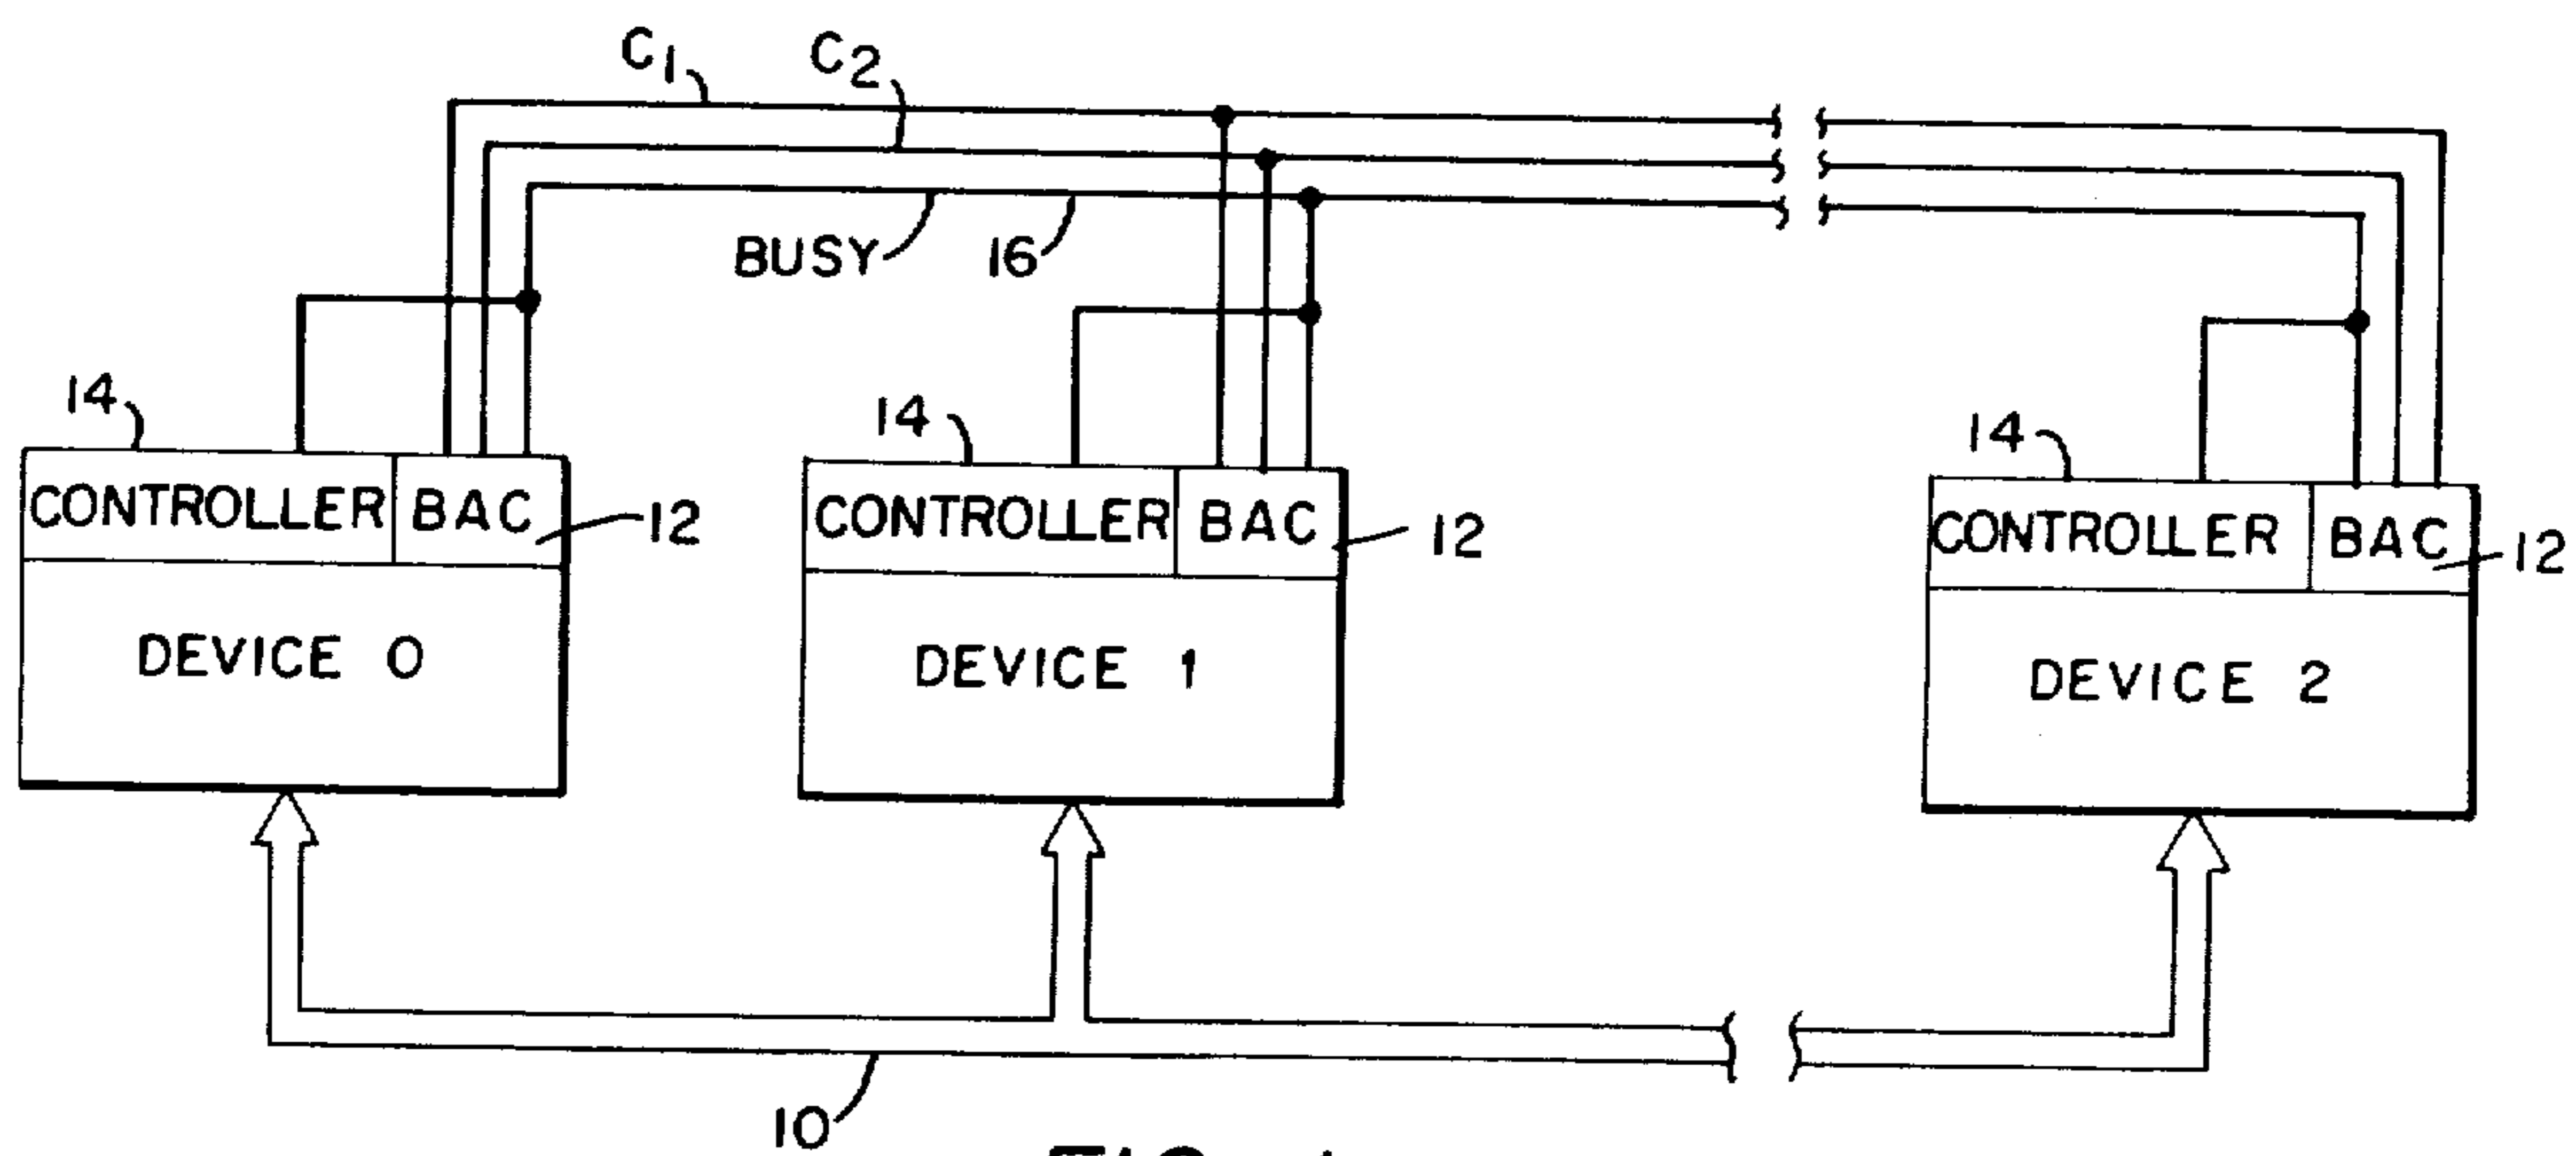 C1
C2
BUSY
16
14
14
14
CONTROLLER
BAC
12
CONTROLLER
BAC
12
CONTROLLER
BAC
12
DEVICE 0
DEVICE 1
DEVICE 2
10